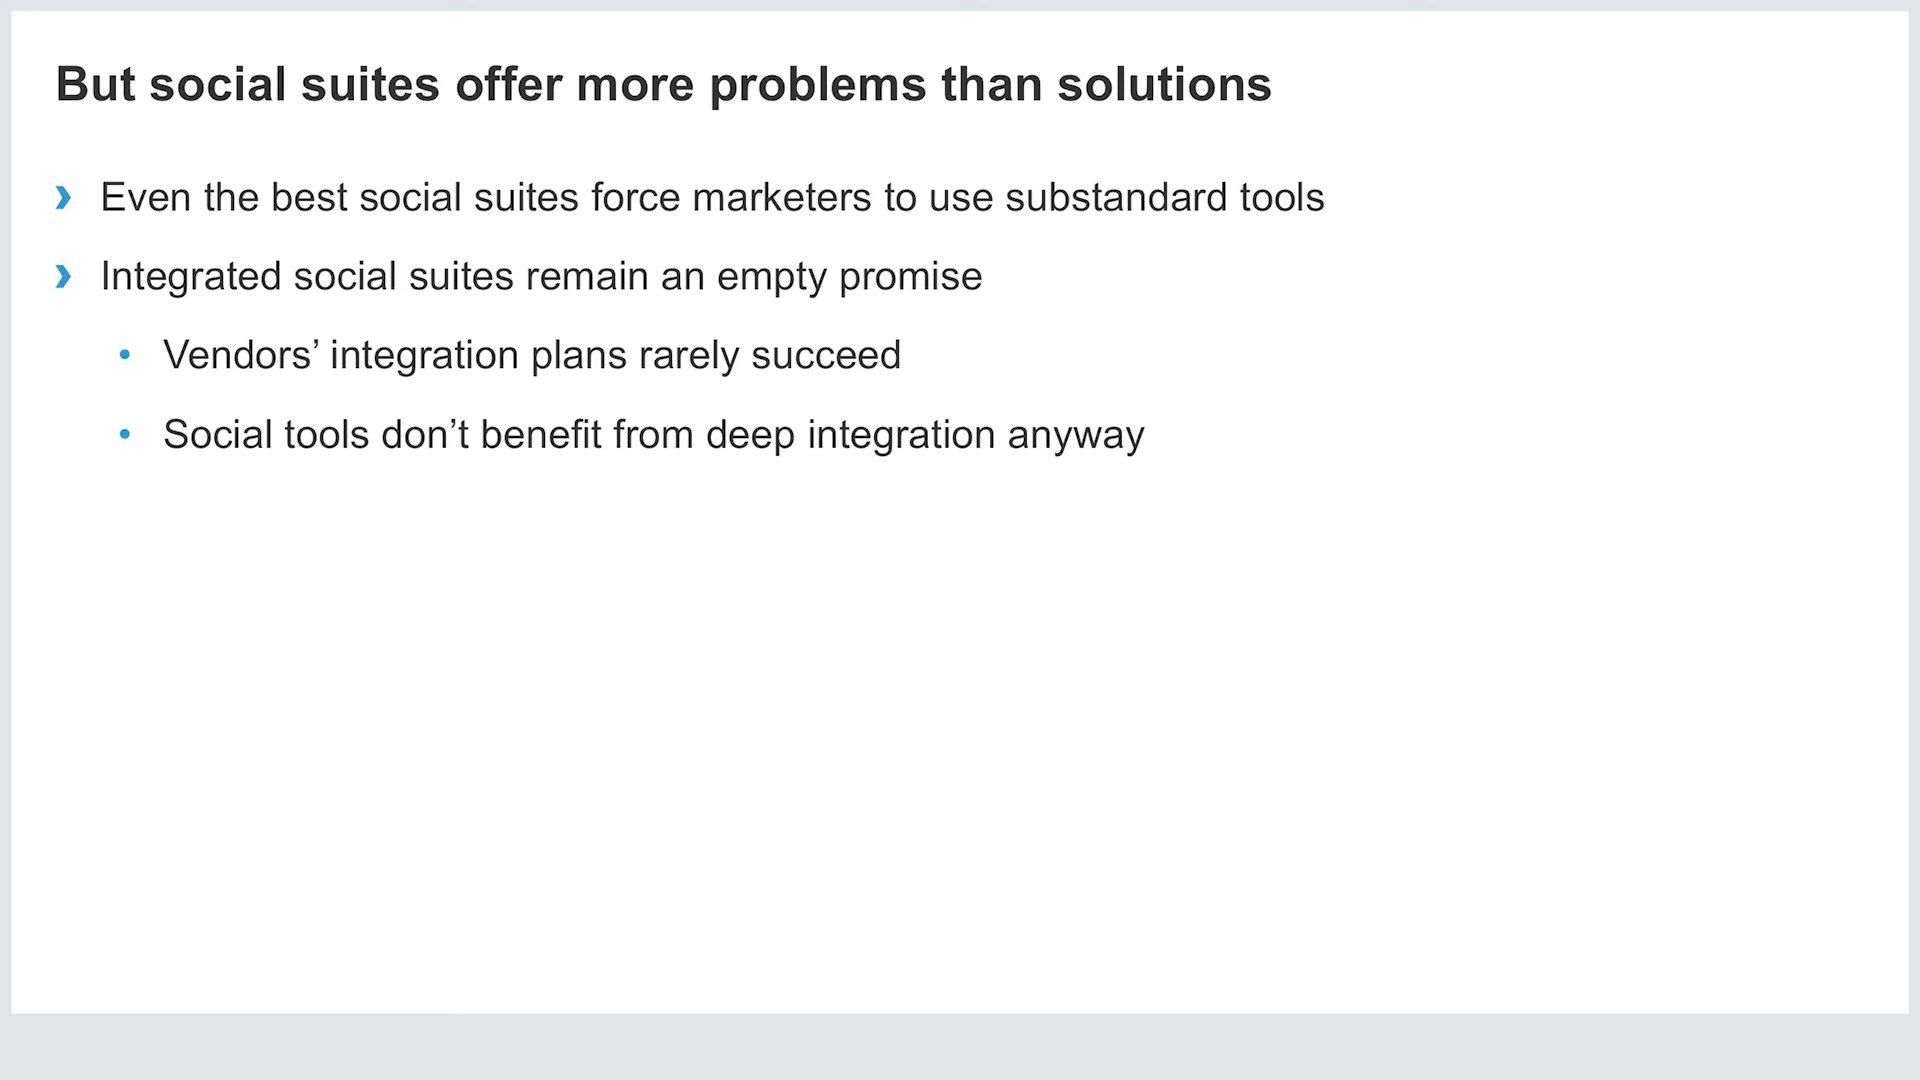 But social suites offer more problems than solutions
› Even the best social suites force marketers to use substandard tools
› Integrated social suites remain an empty promise
• Vendors’ integration plans rarely succeed
• Social tools don’t benefit from deep integration anyway